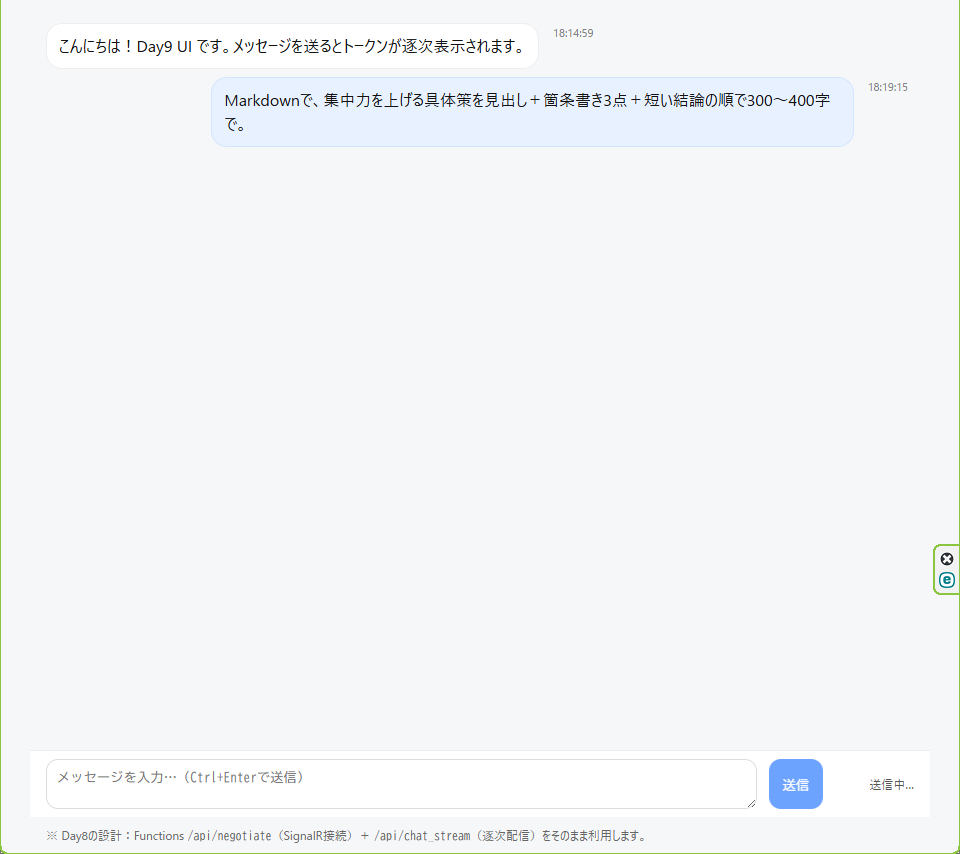 こんにちは！Day9 UI です。メッセージを送るとトークンが逐次表示されます。
18:14:59
Markdownで、集中力を上げる具体策を見出し＋箇条書き3点＋短い結論の順で300〜400字
で。
18:19:15
メッセージを入力…（Ctrl+Enterで送信）
送信
送信中...
※ Day8の設計：Functions /api/negotiate（SignalR接続）＋ /api/chat_stream（逐次配信）をそのまま利用します。